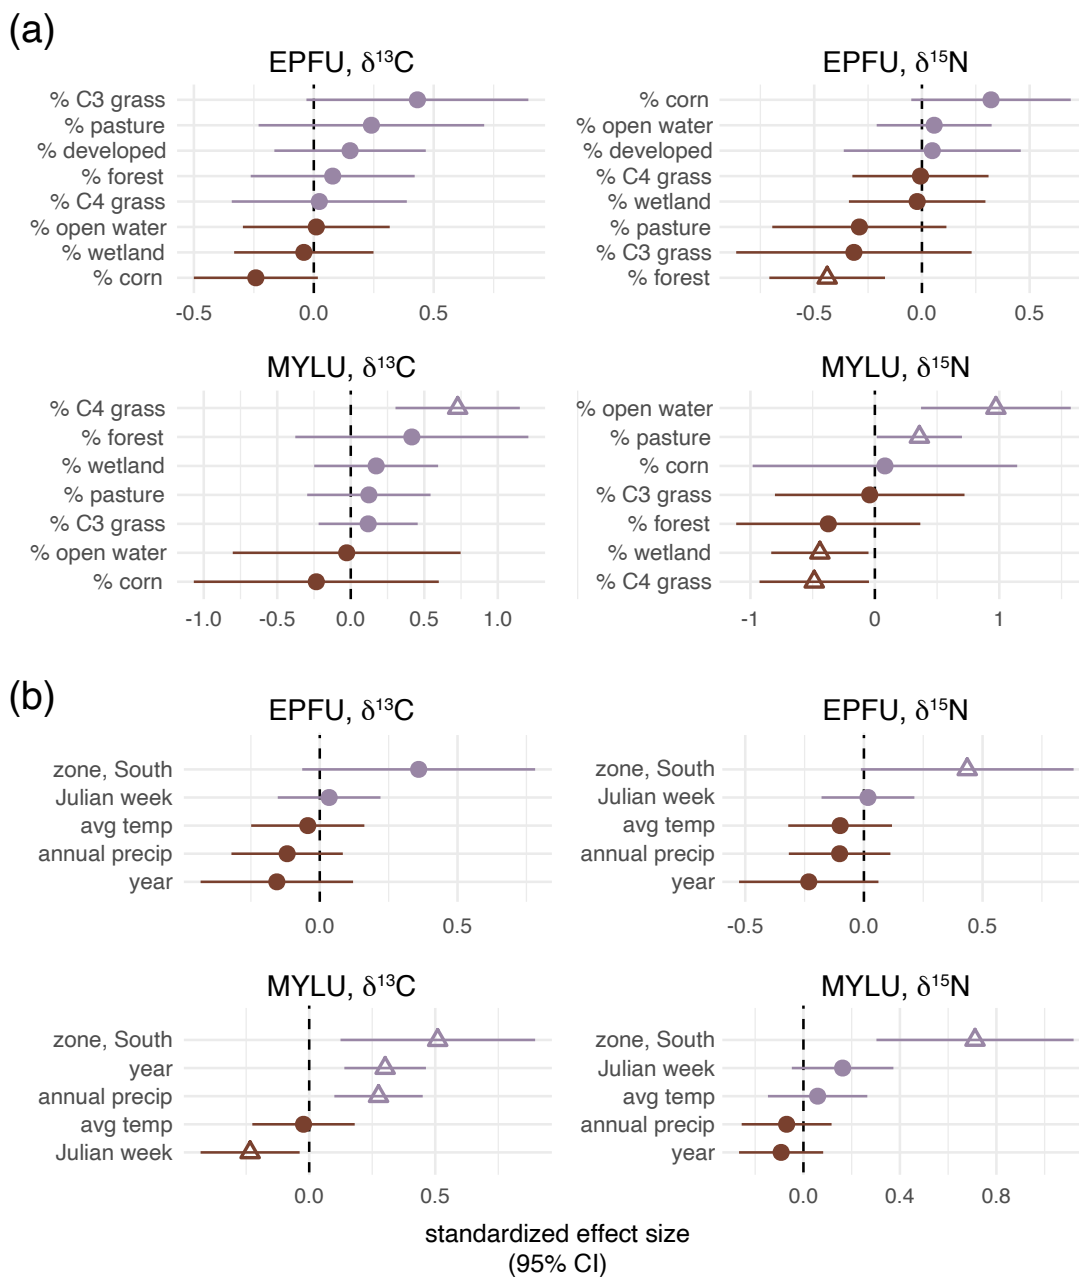 (a)
EPFU, δ¹³C
% C3 grass
% pasture
% developed
% forest
% C4 grass
% open water
% wetland
% corn
-0.5 0.0 0.5
EPFU, δ¹⁵N
% corn
% open water
% developed
% C4 grass
% wetland
% pasture
% C3 grass
% forest
-0.5 0.0 0.5
MYLU, δ¹³C
% C4 grass
% forest
% wetland
% pasture
% C3 grass
% open water
% corn
-1.0 -0.5 0.0 0.5 1.0
MYLU, δ¹⁵N
% open water
% pasture
% corn
% C3 grass
% forest
% wetland
% C4 grass
-1 0 1
(b)
EPFU, δ¹³C
zone, South
Julian week
avg temp
annual precip
year
0.0 0.5
EPFU, δ¹⁵N
zone, South
Julian week
avg temp
annual precip
year
-0.5 0.0 0.5
MYLU, δ¹³C
zone, South
year
annual precip
avg temp
Julian week
0.0 0.5
MYLU, δ¹⁵N
zone, South
Julian week
avg temp
annual precip
year
0.0 0.4 0.8
standardized effect size
(95% CI)